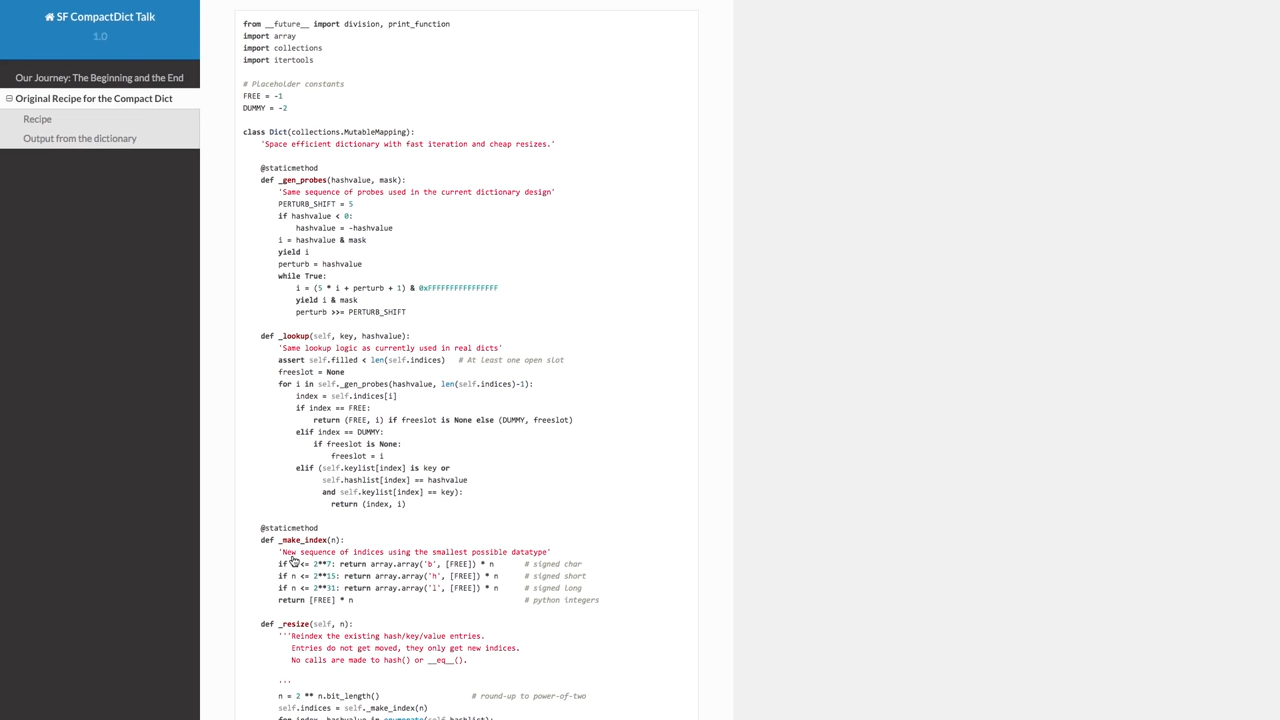 SF CompactDict Talk
1.0
Our Journey: The Beginning and the End
Original Recipe for the Compact Dict
Recipe
Output from the dictionary
from __future__ import division, print_function
import array
import collections
import itertools
# Placeholder constants
FREE = -1
DUMMY = -2
class Dict(collections.MutableMapping):
'Space efficient dictionary with fast iteration and cheap resizes.'
@staticmethod
def _gen_probes(hashvalue, mask):
'Same sequence of probes used in the current dictionary design'
PERTURB_SHIFT = 5
if hashvalue < 0:
hashvalue = -hashvalue
i = hashvalue & mask
yield i
perturb = hashvalue
while True:
i = (5 * i + perturb + 1) & 0xFFFFFFFFFFFFFFFF
yield i & mask
perturb >>= PERTURB_SHIFT
def _lookup(self, key, hashvalue):
'Same lookup logic as currently used in real dicts'
assert self.filled < len(self.indices)   # At least one open slot
freeslot = None
for i in self._gen_probes(hashvalue, len(self.indices)-1):
index = self.indices[i]
if index == FREE:
return (FREE, i) if freeslot is None else (DUMMY, freeslot)
elif index == DUMMY:
if freeslot is None:
freeslot = i
elif (self.keylist[index] is key or
self.hashlist[index] == hashvalue
and self.keylist[index] == key):
return (index, i)
@staticmethod
def _make_index(n):
'New sequence of indices using the smallest possible datatype'
if <= 2**7: return array.array('b', [FREE]) * n       # signed char
if n <= 2**15: return array.array('h', [FREE]) * n      # signed short
if n <= 2**31: return array.array('l', [FREE]) * n      # signed long
return [FREE] * n                                       # python integers
def _resize(self, n):
'''Reindex the existing hash/key/value entries.
Entries do not get moved, they only get new indices.
No calls are made to hash() or __eq__().
'''
n = 2 ** n.bit_length()                     # round-up to power-of-two
self.indices = self._make_index(n)
for index, hashvalue in enumerate(self.hashlist):